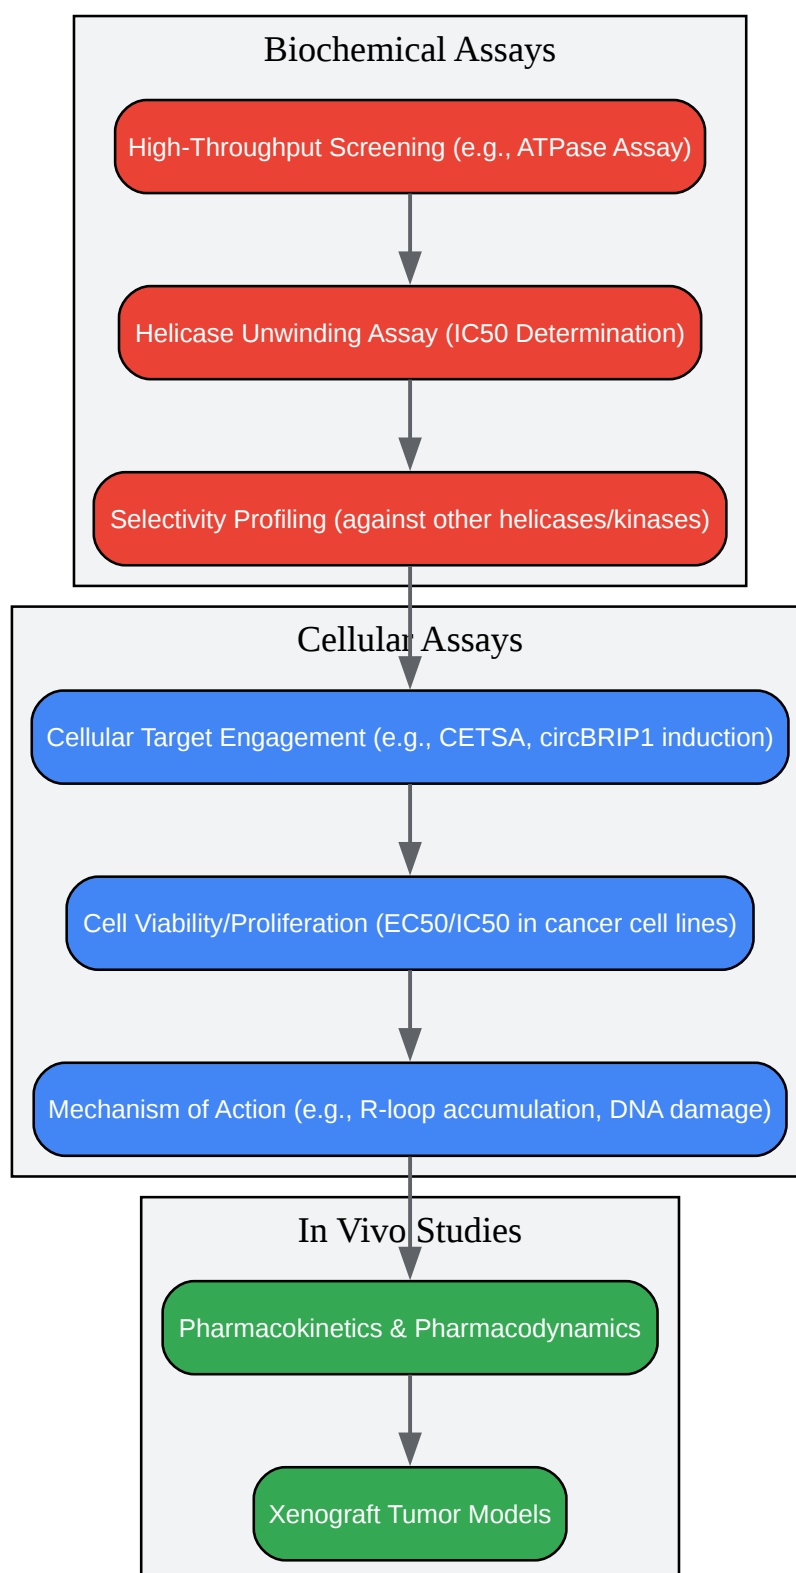 Biochemical Assays
High-Throughput Screening (e.g., ATPase Assay)
Helicase Unwinding Assay (IC50 Determination)
Selectivity Profiling (against other helicases/kinases)
Cellular Assays
Cellular Target Engagement (e.g., CETSA, circBRIP1 induction)
Cell Viability/Proliferation (EC50/IC50 in cancer cell lines)
Mechanism of Action (e.g., R-loop accumulation, DNA damage)
In Vivo Studies
Pharmacokinetics & Pharmacodynamics
Xenograft Tumor Models